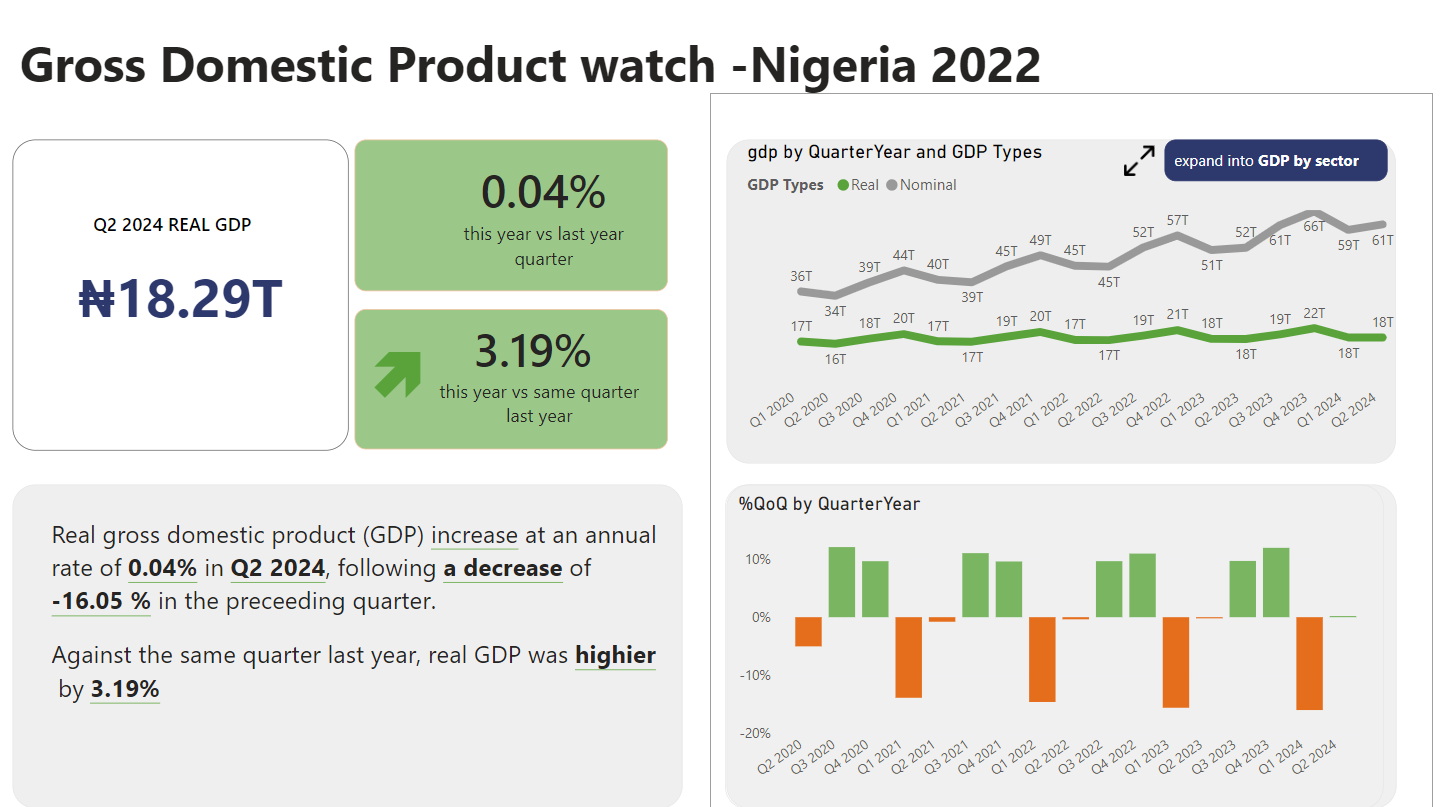 Gross Domestic Product watch -Nigeria 2022
Q2 2024 REAL GDP
₦18.29T
0.04%
this year vs last year
quarter
3.19%
this year vs same quarter
last year
Real gross domestic product (GDP) increase at an annual
rate of 0.04% in Q2 2024, following a decrease of
-16.05 % in the preceeding quarter.
Against the same quarter last year, real GDP was highier
by 3.19%
gdp by QuarterYear and GDP Types
expand into GDP by sector
GDP Types Real Nominal
36T 34T 39T 44T 40T 39T 45T 49T 45T 45T 52T 57T 51T 52T 61T 66T 59T 61T
17T 16T 18T 20T 17T 17T 19T 20T 17T 17T 19T 21T 18T 18T 19T 22T 18T 18T
Q1 2020 Q2 2020 Q3 2020 Q4 2020 Q1 2021 Q2 2021 Q3 2021 Q4 2021 Q1 2022 Q2 2022 Q3 2022 Q4 2022 Q1 2023 Q2 2023 Q3 2023 Q4 2023 Q1 2024 Q2 2024
%QoQ by QuarterYear
10%
0%
-10%
-20%
Q2 2020 Q3 2020 Q4 2020 Q1 2021 Q2 2021 Q3 2021 Q4 2021 Q1 2022 Q2 2022 Q3 2022 Q4 2022 Q1 2023 Q2 2023 Q3 2023 Q4 2023 Q1 2024 Q2 2024